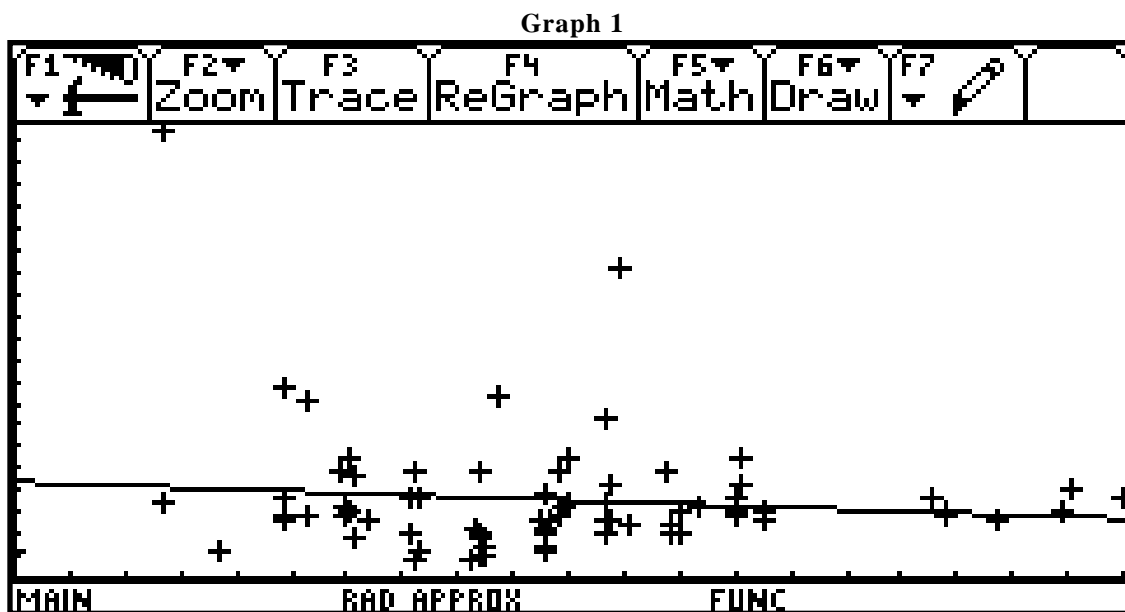 Graph 1
F1 F2 F3 F4 F5 F6 F7
Zoom Trace ReGraph Math Draw
MAIN RAD APPROX FUNC